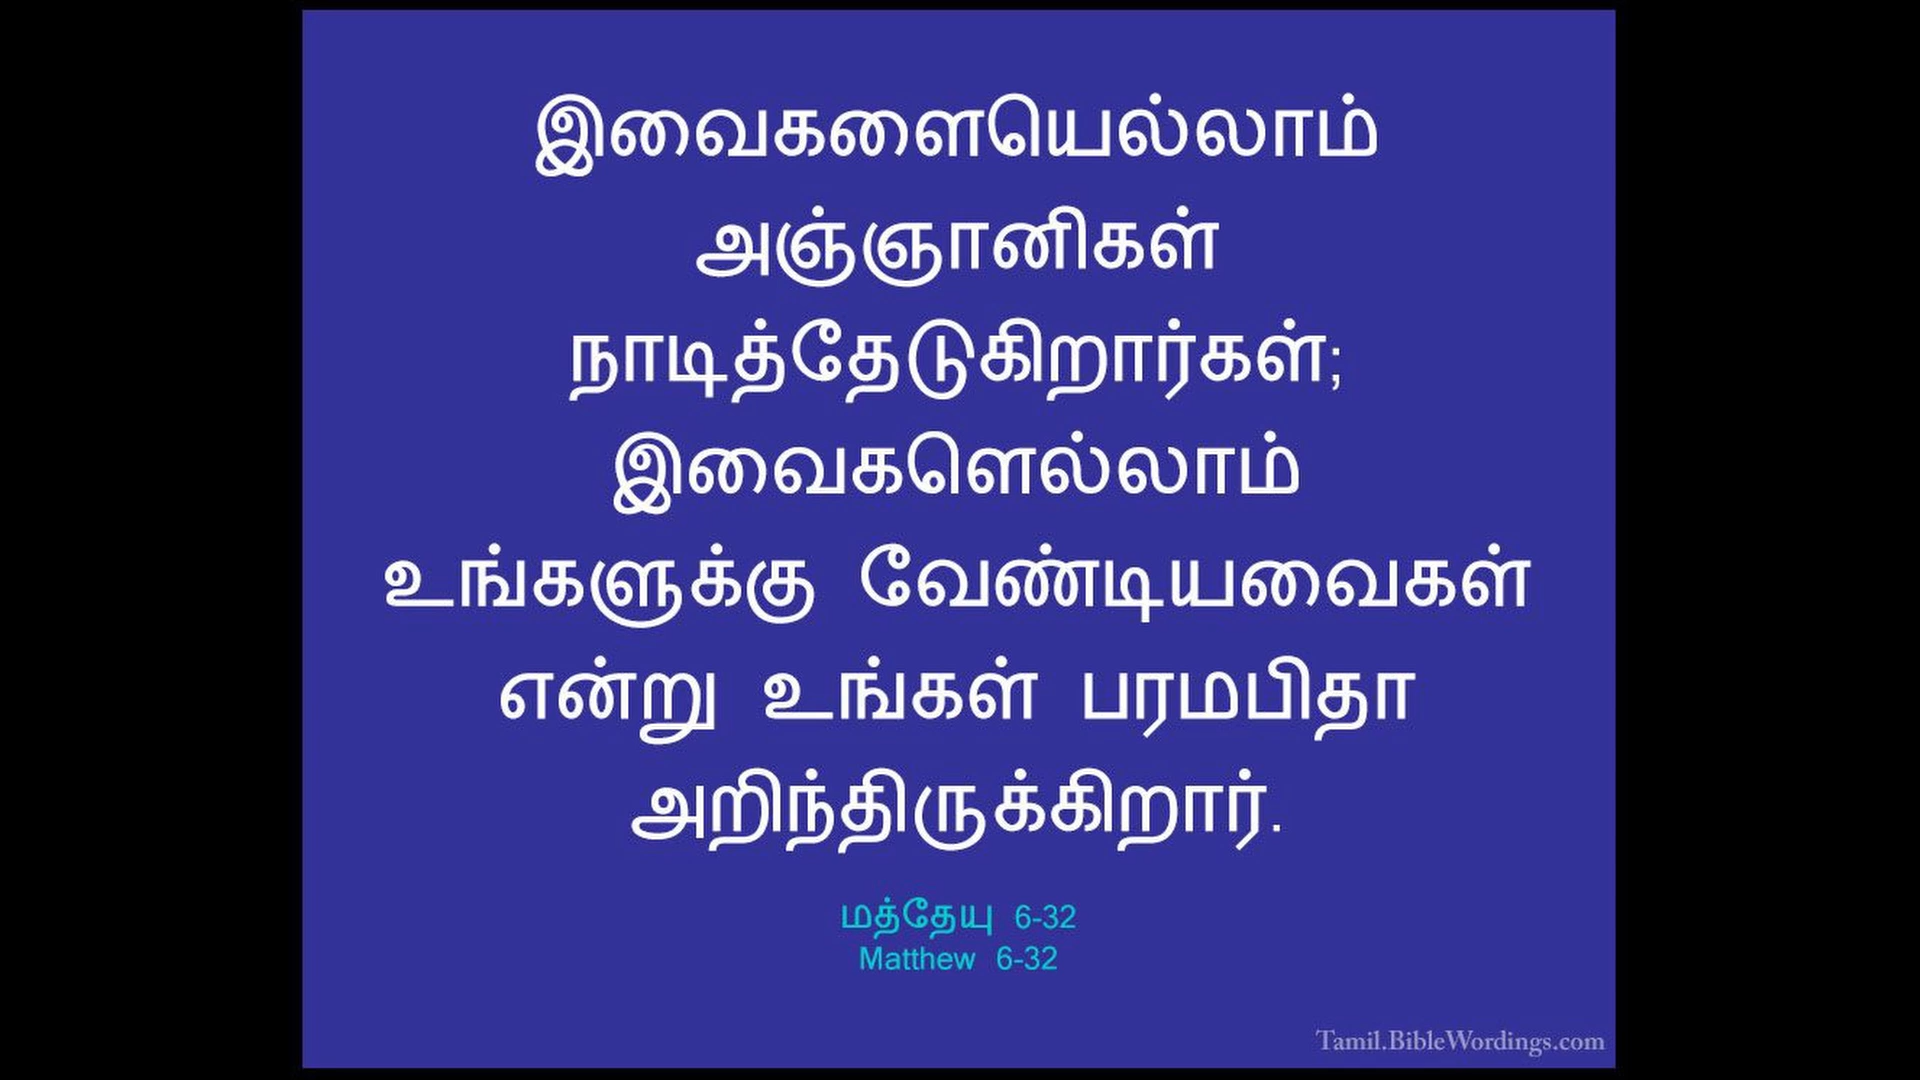 இவைகளையெல்லாம்
அஞ்ஞானிகள்
நாடித்தேடுகிறார்கள்;
இவைகளெல்லாம்
உங்களுக்கு வேண்டியவைகள்
என்று உங்கள் பரமபிதா
அறிந்திருக்கிறார்.
மத்தேயு 6-32
Matthew 6-32
Tamil.BibleWordings.com